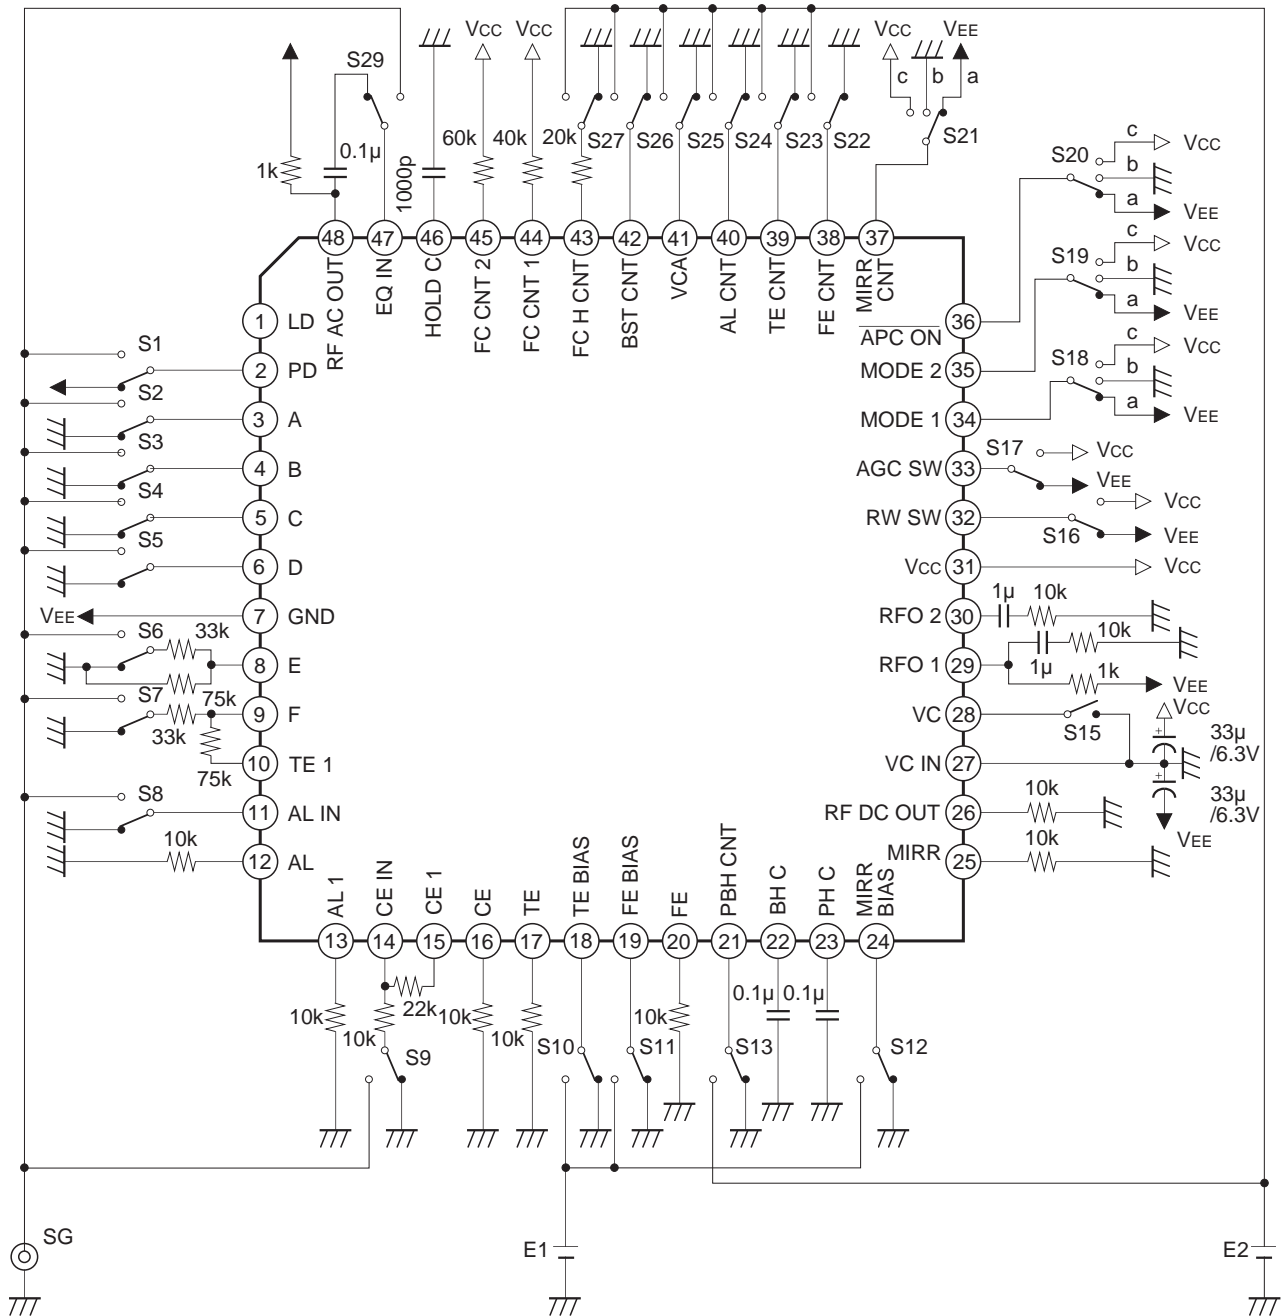 S29
VCC
VCC
VCC
VEE
c
b
a
1k
0.1μ
1000p
60k
40k
20k
S27
S26
S25
S24
S23
S22
S21
48
47
46
45
44
43
42
41
40
39
38
37
RF AC OUT
EQ IN
HOLD C
FC CNT 2
FC CNT 1
FC H CNT
BST CNT
VCA
AL CNT
TE CNT
FE CNT
MIRR
CNT
S20
c
VCC
b
a
VEE
S19
c
VCC
b
a
VEE
S18
c
VCC
b
a
VEE
APC ON
36
MODE 2
35
MODE 1
34
AGC SW
33
S17
VCC
VEE
RW SW
32
S16
VCC
VEE
VCC
31
VCC
RFO 2
30
1μ
10k
RFO 1
29
1μ
10k
1k
VEE
VC
28
S15
VCC
VC IN
27
+
33μ
/6.3V
+
33μ
/6.3V
VEE
RF DC OUT
26
10k
MIRR
25
10k
1
LD
S1
2
PD
S2
3
A
S3
4
B
S4
5
C
S5
6
D
VEE
7
GND
S6
33k
8
E
S7
75k
9
F
33k
75k
10
TE 1
S8
11
AL IN
10k
12
AL
AL 1
CE IN
CE 1
CE
TE
TE BIAS
FE BIAS
FE
PBH CNT
BH C
PH C
MIRR
BIAS
13
14
15
16
17
18
19
20
21
22
23
24
10k
10k
22k
10k
10k
10k
0.1μ
0.1μ
S9
S10
S11
S13
S12
SG
E1
E2